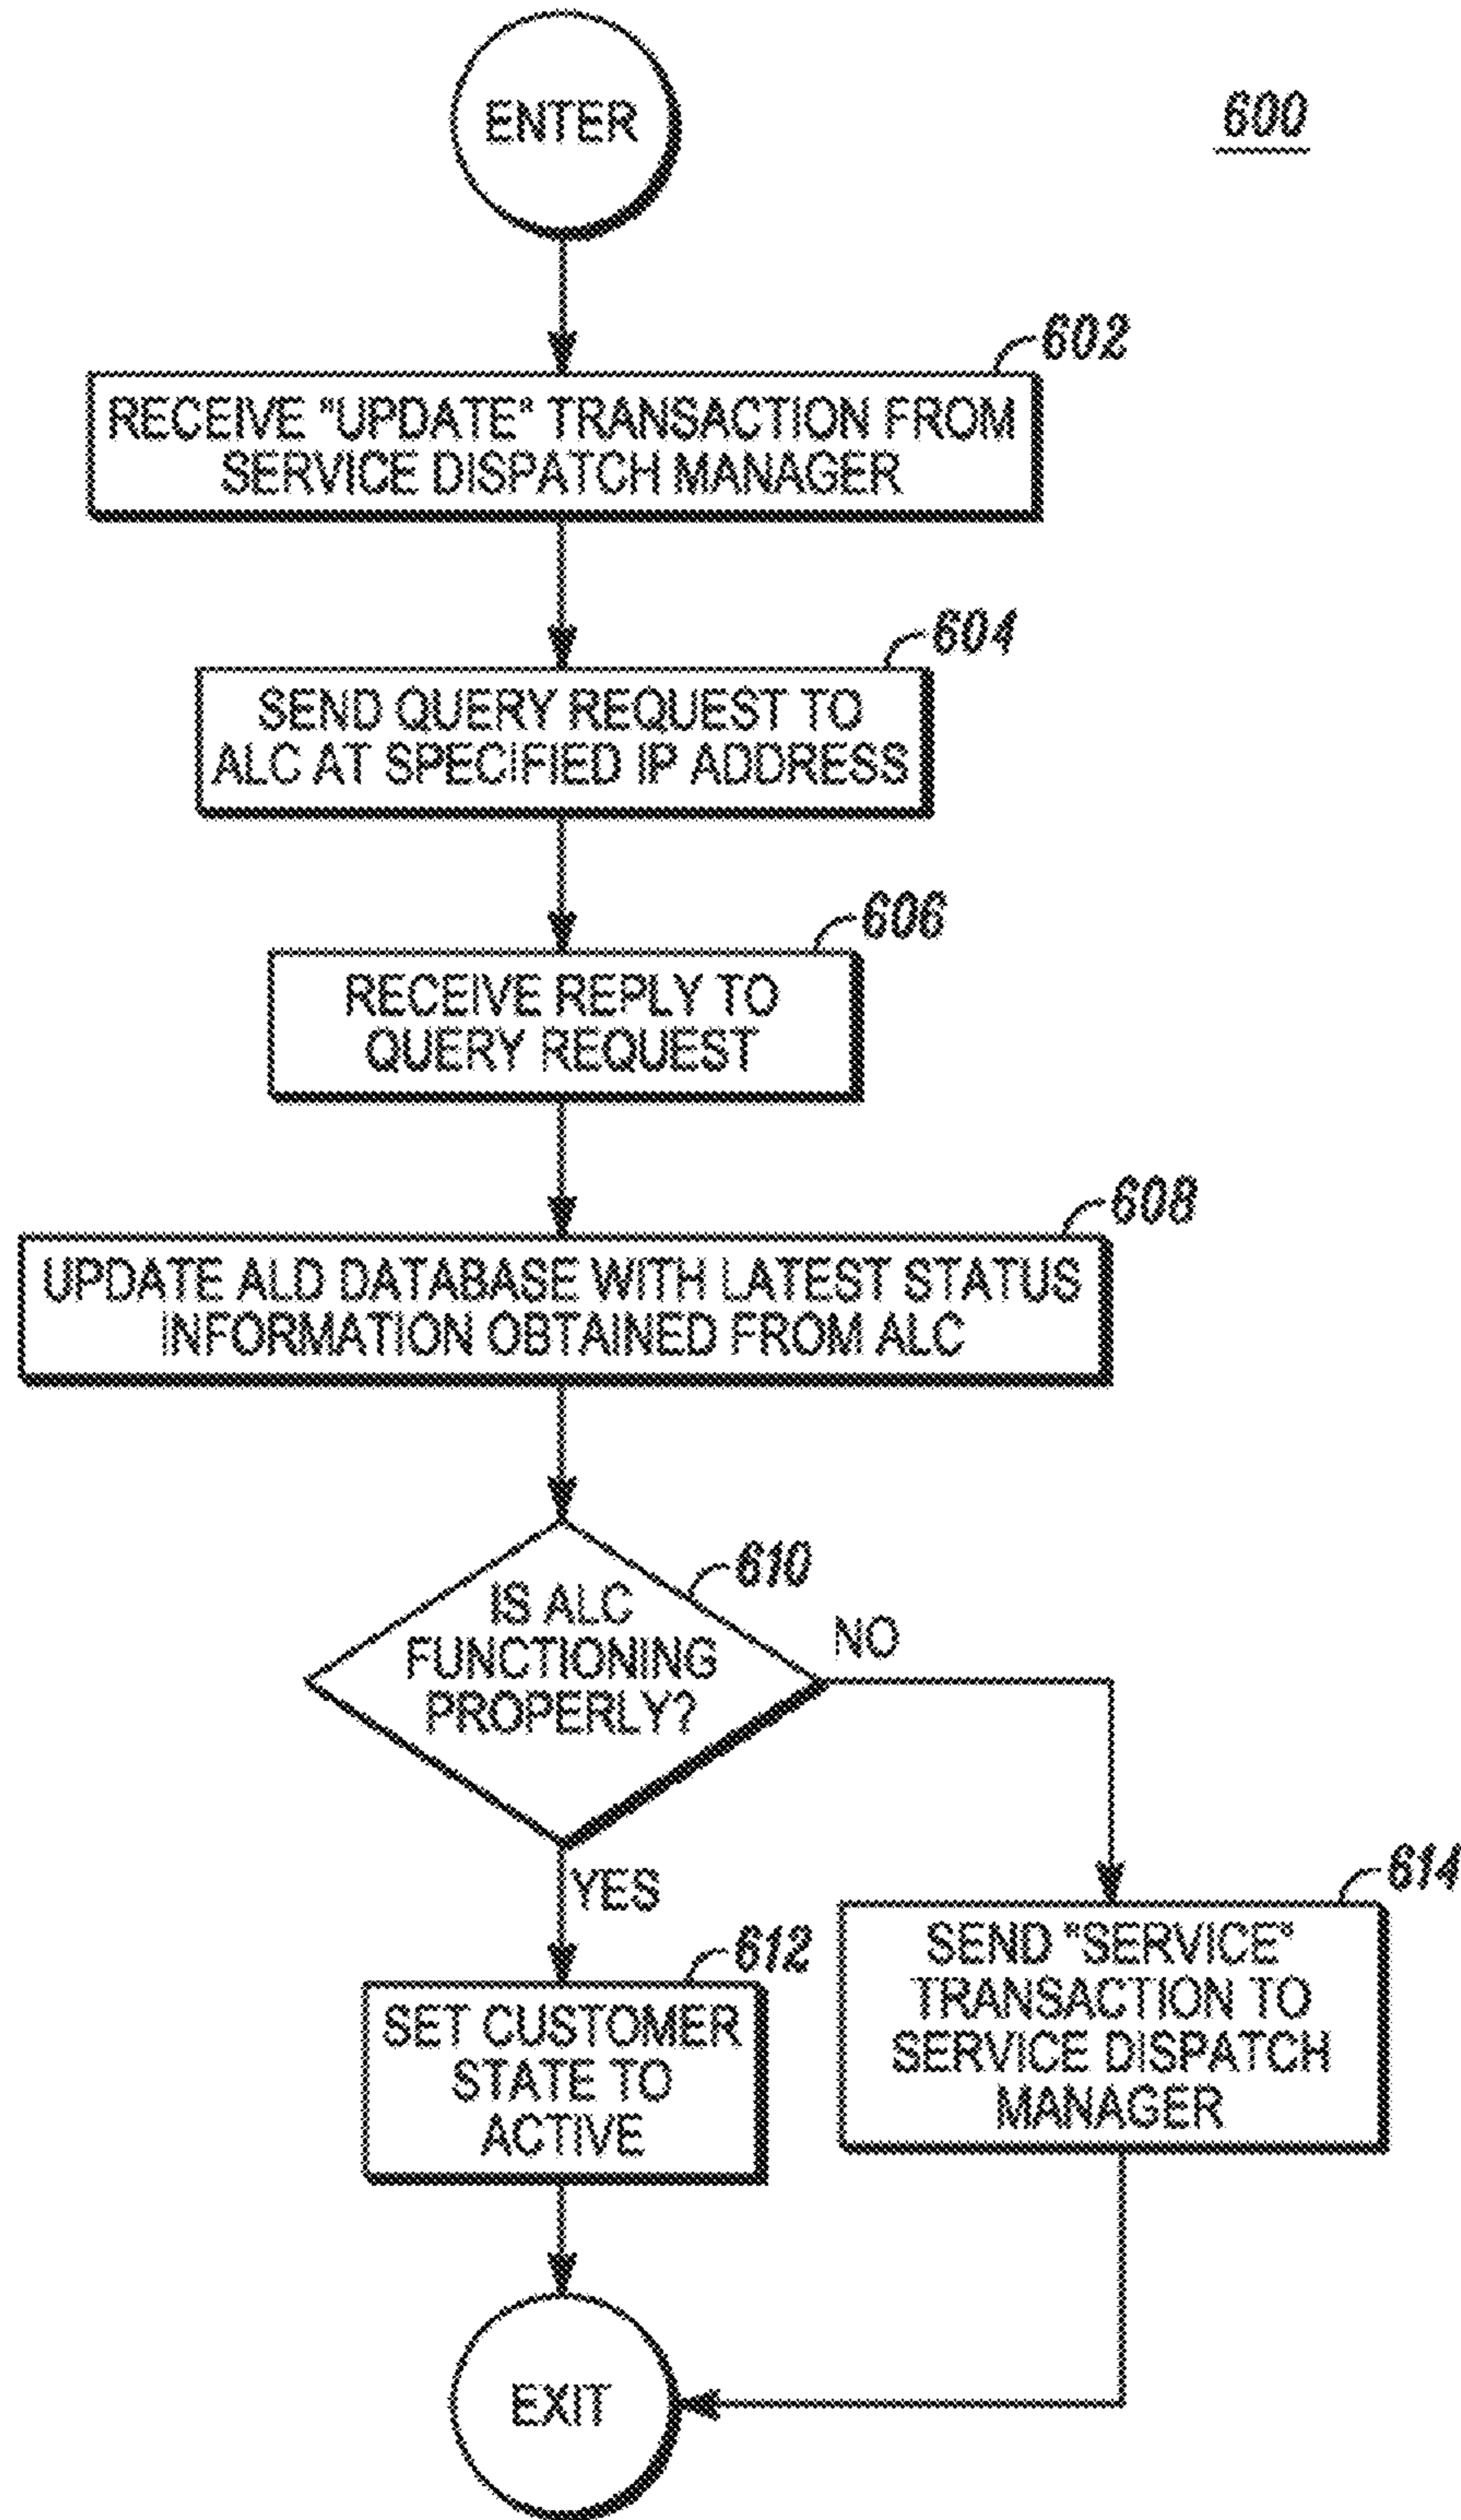 ENTER
600
602
RECEIVE "UPDATE" TRANSACTION FROM
SERVICE DISPATCH MANAGER
604
SEND QUERY REQUEST TO
ALC AT SPECIFIED IP ADDRESS
606
RECEIVE REPLY TO
QUERY REQUEST
608
UPDATE ALD DATABASE WITH LATEST STATUS
INFORMATION OBTAINED FROM ALC
610
IS ALC
FUNCTIONING
PROPERLY?
NO
YES
612
SET CUSTOMER
STATE TO
ACTIVE
614
SEND "SERVICE"
TRANSACTION TO
SERVICE DISPATCH
MANAGER
EXIT